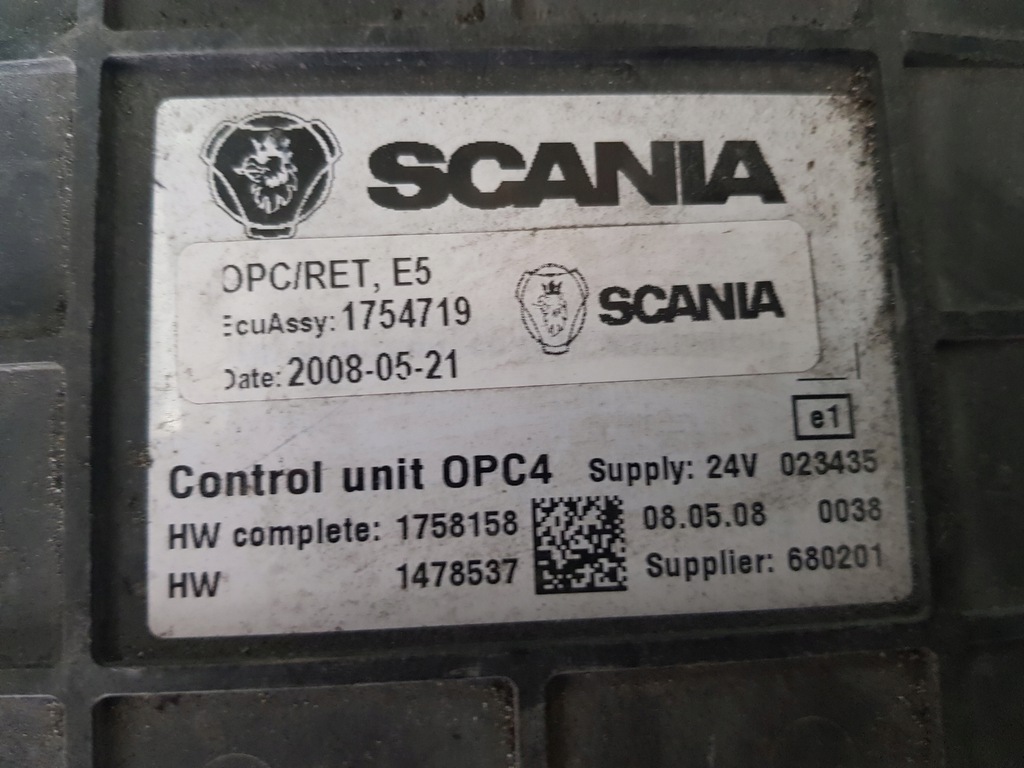 SCANIA
OPC/RET, E5
EcuAssy: 1754719
Date: 2008-05-21
SCANIA
e1
Control unit OPC4 Supply: 24V 023435
HW complete: 1758158 08.05.08 0038
HW 1478537 Supplier: 680201